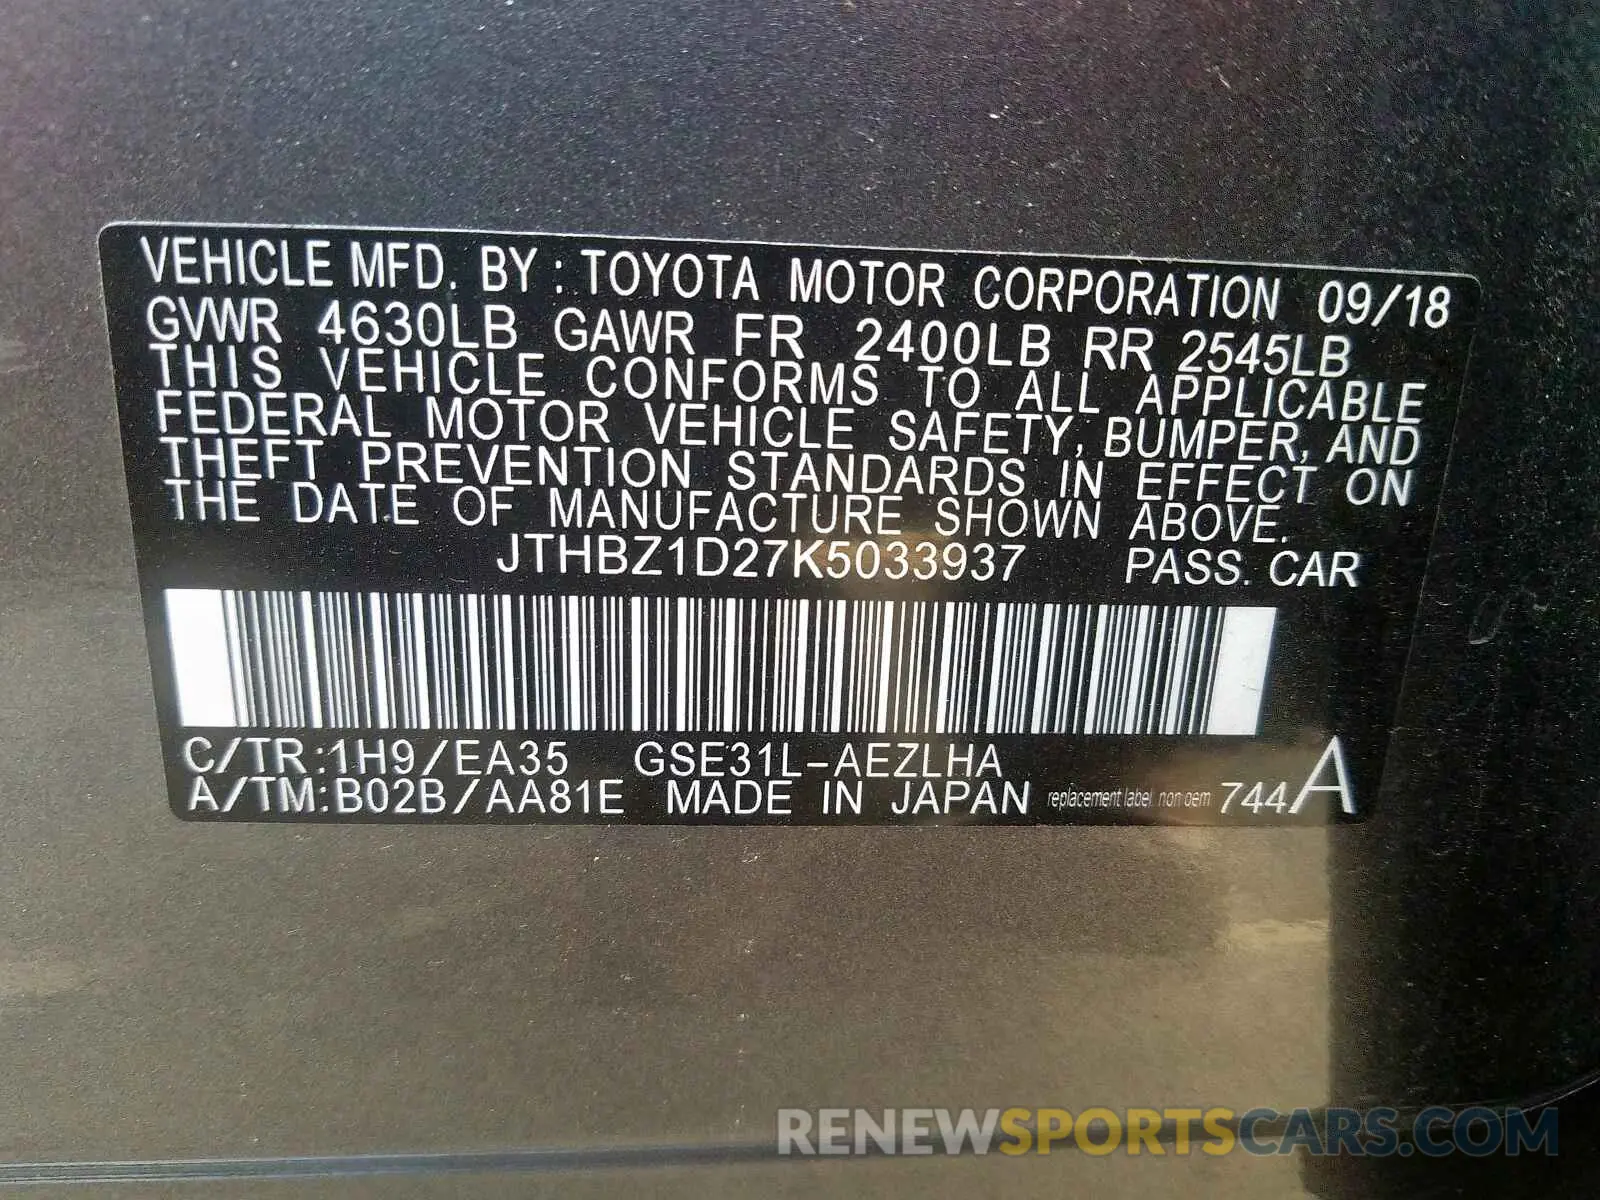 VEHICLE MFD. BY : TOYOTA MOTOR CORPORATION 09/18
GVWR 4630LB GAWR FR 2400LB RR 2545LB
THIS VEHICLE CONFORMS TO ALL APPLICABLE
FEDERAL MOTOR VEHICLE SAFETY, BUMPER, AND
THEFT PREVENTION STANDARDS IN EFFECT ON
THE DATE OF MANUFACTURE SHOWN ABOVE.
JTHBZ1D27K5033937 PASS. CAR
C/TR:1H9/EA35 GSE31L-AEZLHA
A/TM:B02B/AA81E MADE IN JAPAN replacement label. non oem 744A
RENEWSPORTSCARS.COM